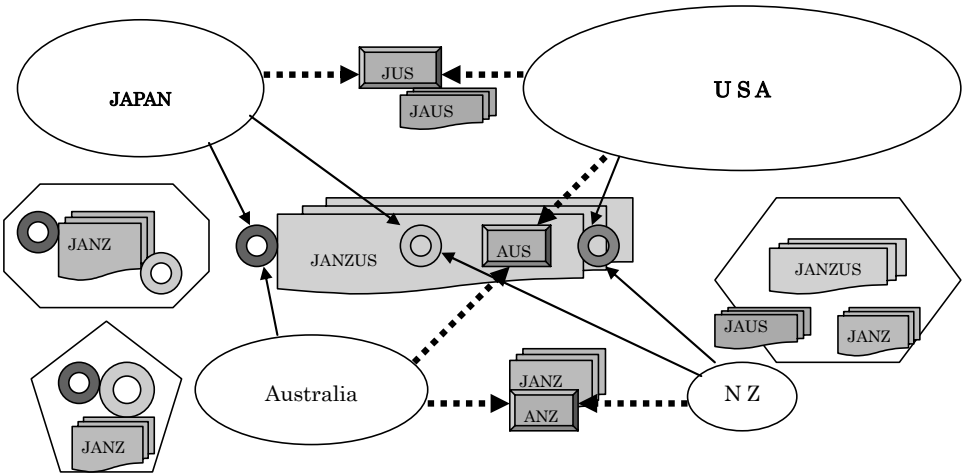 JAPAN
JUS
U S A
JAUS
JANZ
JANZUS
AUS
JANZUS
JAUS
JANZ
Australia
JANZ
N Z
ANZ
JANZ